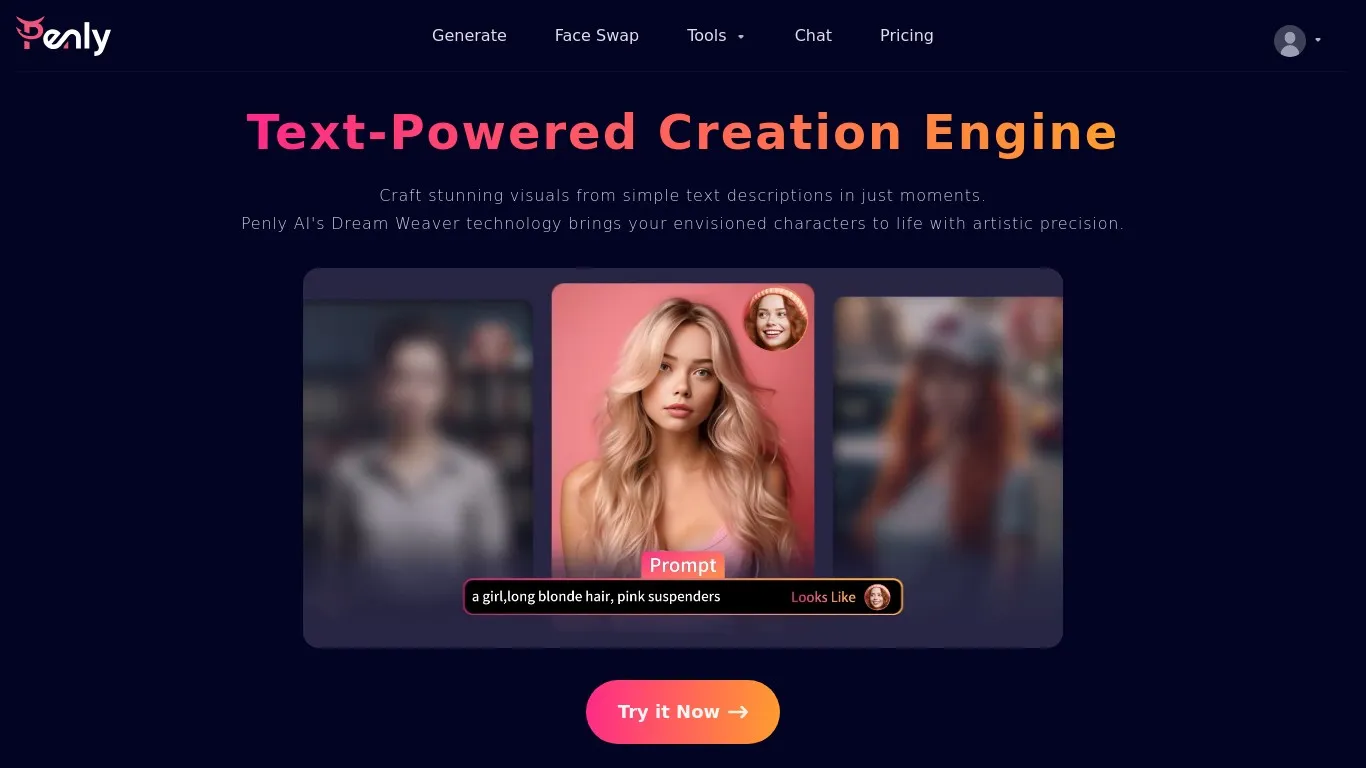 Penly
Generate
Face Swap
Tools
Chat
Pricing
Text-Powered Creation Engine
Craft stunning visuals from simple text descriptions in just moments.
Penly AI's Dream Weaver technology brings your envisioned characters to life with artistic precision.
Prompt
a girl,long blonde hair, pink suspenders
Looks Like
Try it Now →